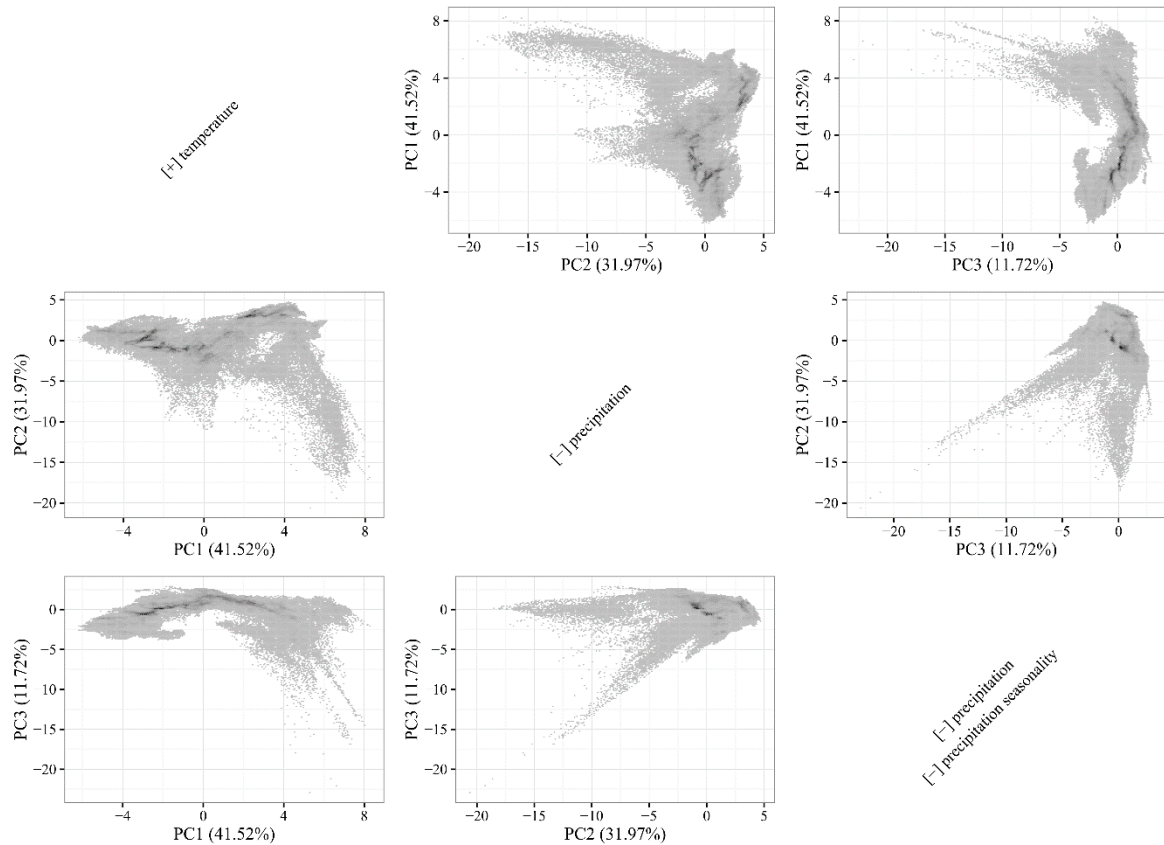 [+] temperature
PC1 (41.52%)
8
4
0
−4
−20 −15 −10 −5 0 5
PC2 (31.97%)
PC1 (41.52%)
8
4
0
−4
−20 −15 −10 −5 0
PC3 (11.72%)
PC2 (31.97%)
5
0
−5
−10
−15
−20
−4 0 4 8
PC1 (41.52%)
[−] precipitation
PC2 (31.97%)
5
0
−5
−10
−15
−20
−20 −15 −10 −5 0
PC3 (11.72%)
PC3 (11.72%)
0
−5
10
−15
−20
−4 0 4 8
PC1 (41.52%)
PC3 (11.72%)
0
−5
10
−15
−20
−20 −15 −10 −5 0 5
PC2 (31.97%)
[−] precipitation
[−] precipitation seasonality